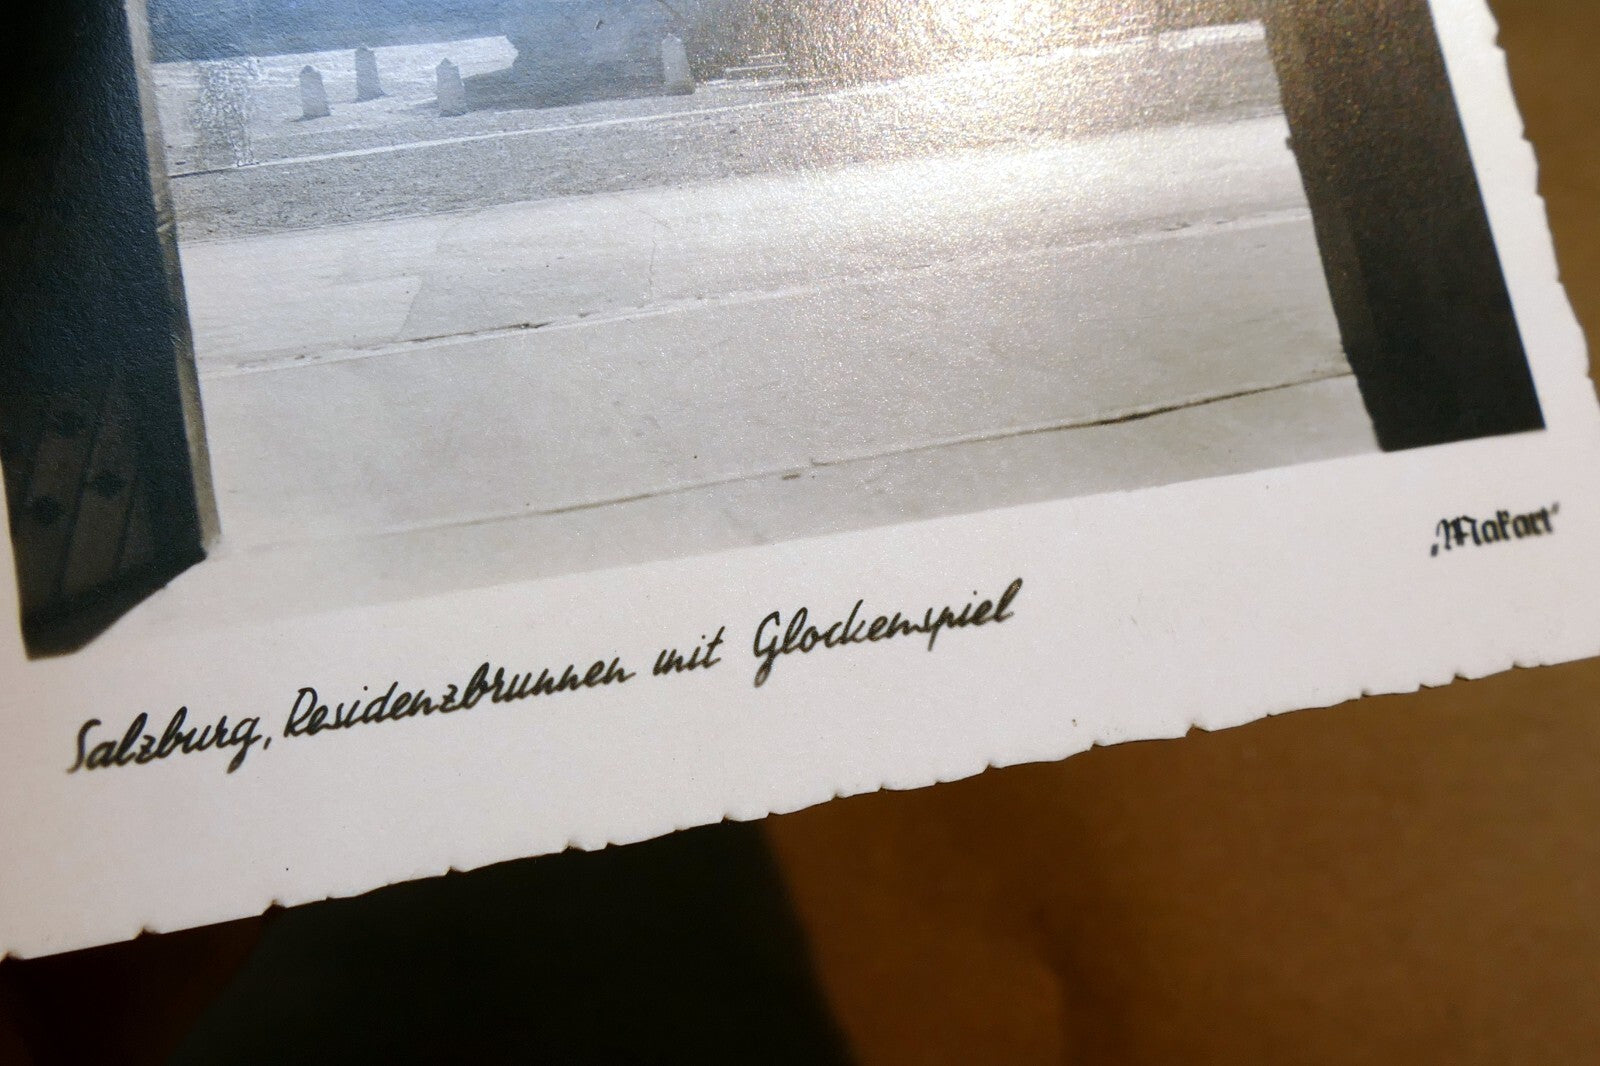 „Makart“
Salzburg, Residenzbrunnen mit Glockenspiel